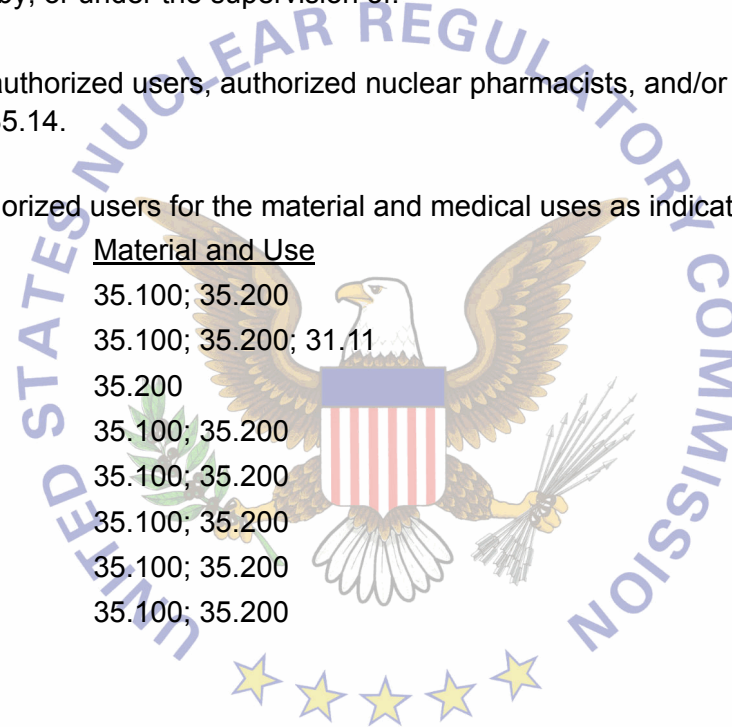 by, or under the supervision of:
authorized users, authorized nuclear pharmacists, and/or
35.14.
orized users for the material and medical uses as indicat
Material and Use
35.100; 35.200
35.100; 35.200; 31.11
35.200
35.100; 35.200
35.100; 35.200
35.100; 35.200
35.100; 35.200
35.100; 35.200
UNITED STATES NUCLEAR REGULATORY COMMISSION